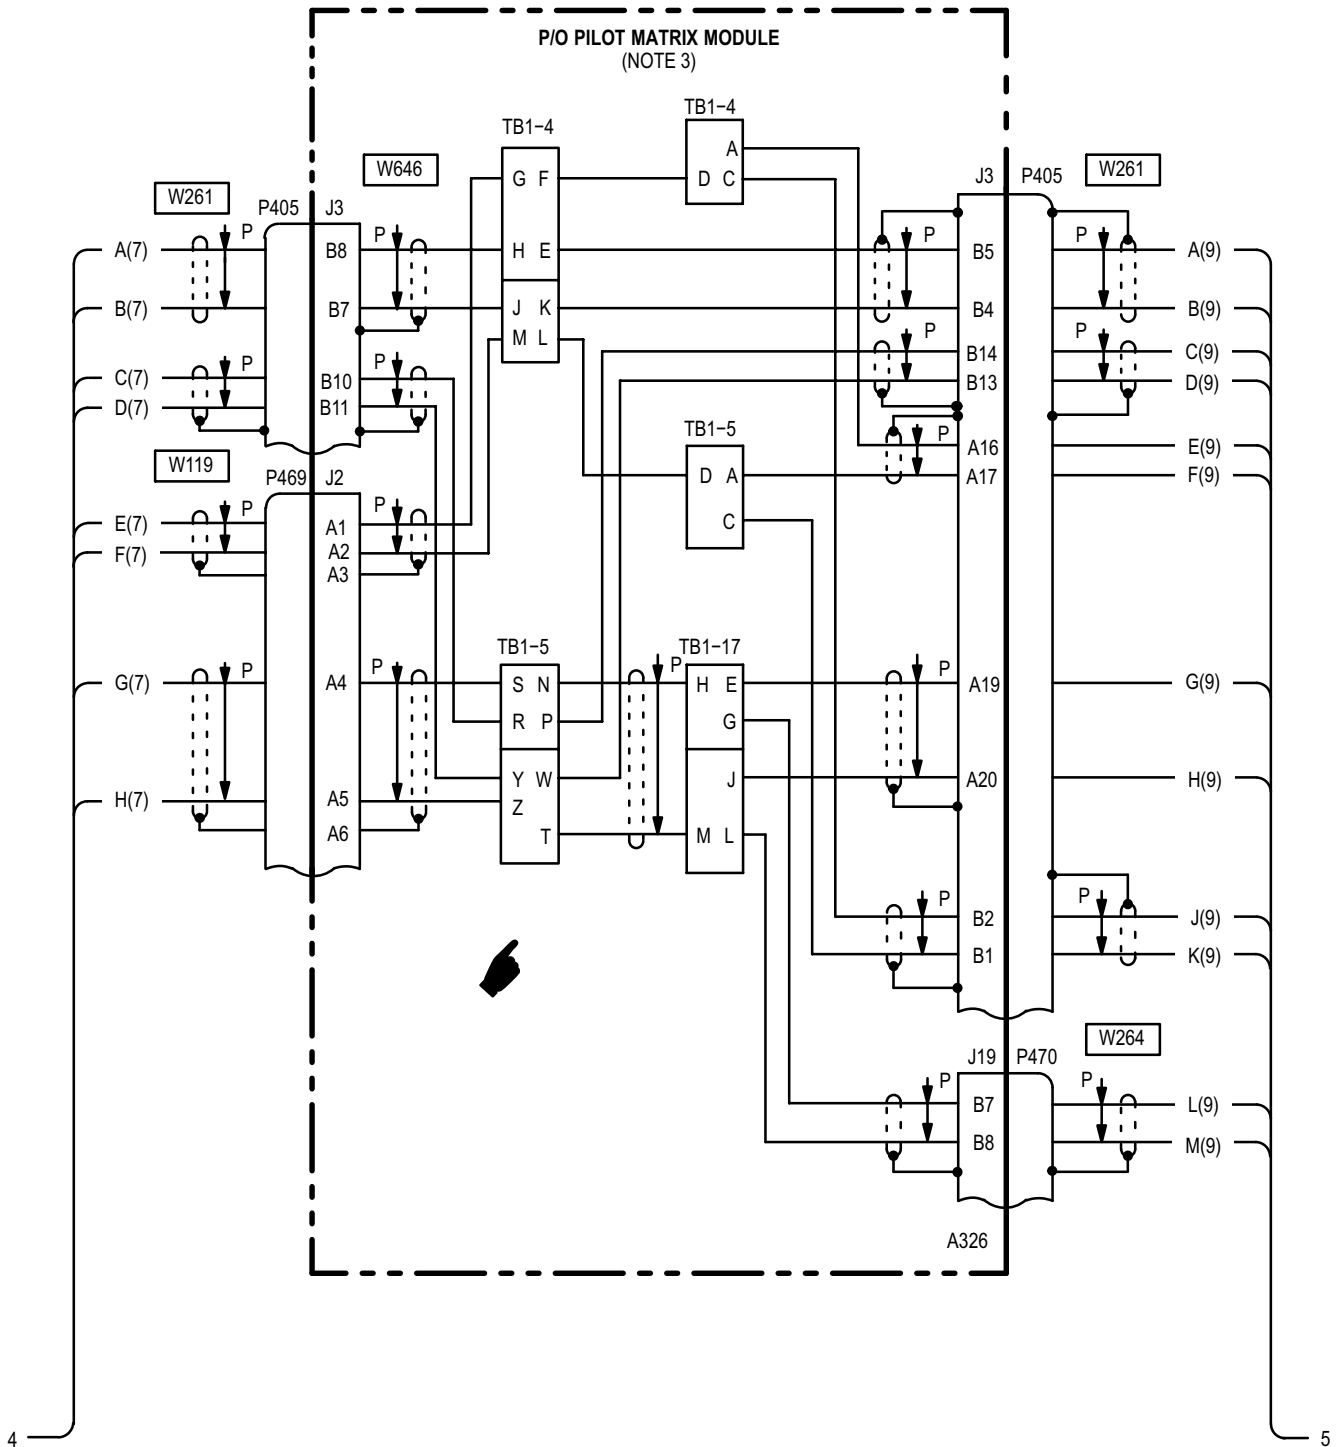 P/O PILOT MATRIX MODULE
(NOTE 3)
TB1−4
TB1−4
A
W646
G F
D C
J3 P405
W261
W261
P405 J3
P
P
P
P
A(7)
B8
H E
B5
A(9)
B(7)
B7
J K
B4
B(9)
M L
P
P
B14
C(9)
P
P
C(7)
B10
B13
D(9)
D(7)
B11
TB1−5
P
A16
E(9)
W119
D A
A17
F(9)
P469 J2
P
P
C
E(7)
A1
F(7)
A2
A3
TB1−5
TB1−17
P
P
P
P
G(7)
A4
S N
H E
A19
G(9)
R P
G
Y W
J
A20
H(9)
H(7)
A5
Z
A6
T
M L
P
P
B2
J(9)
B1
K(9)
W264
J19 P470
P
P
B7
L(9)
B8
M(9)
A326
4
5